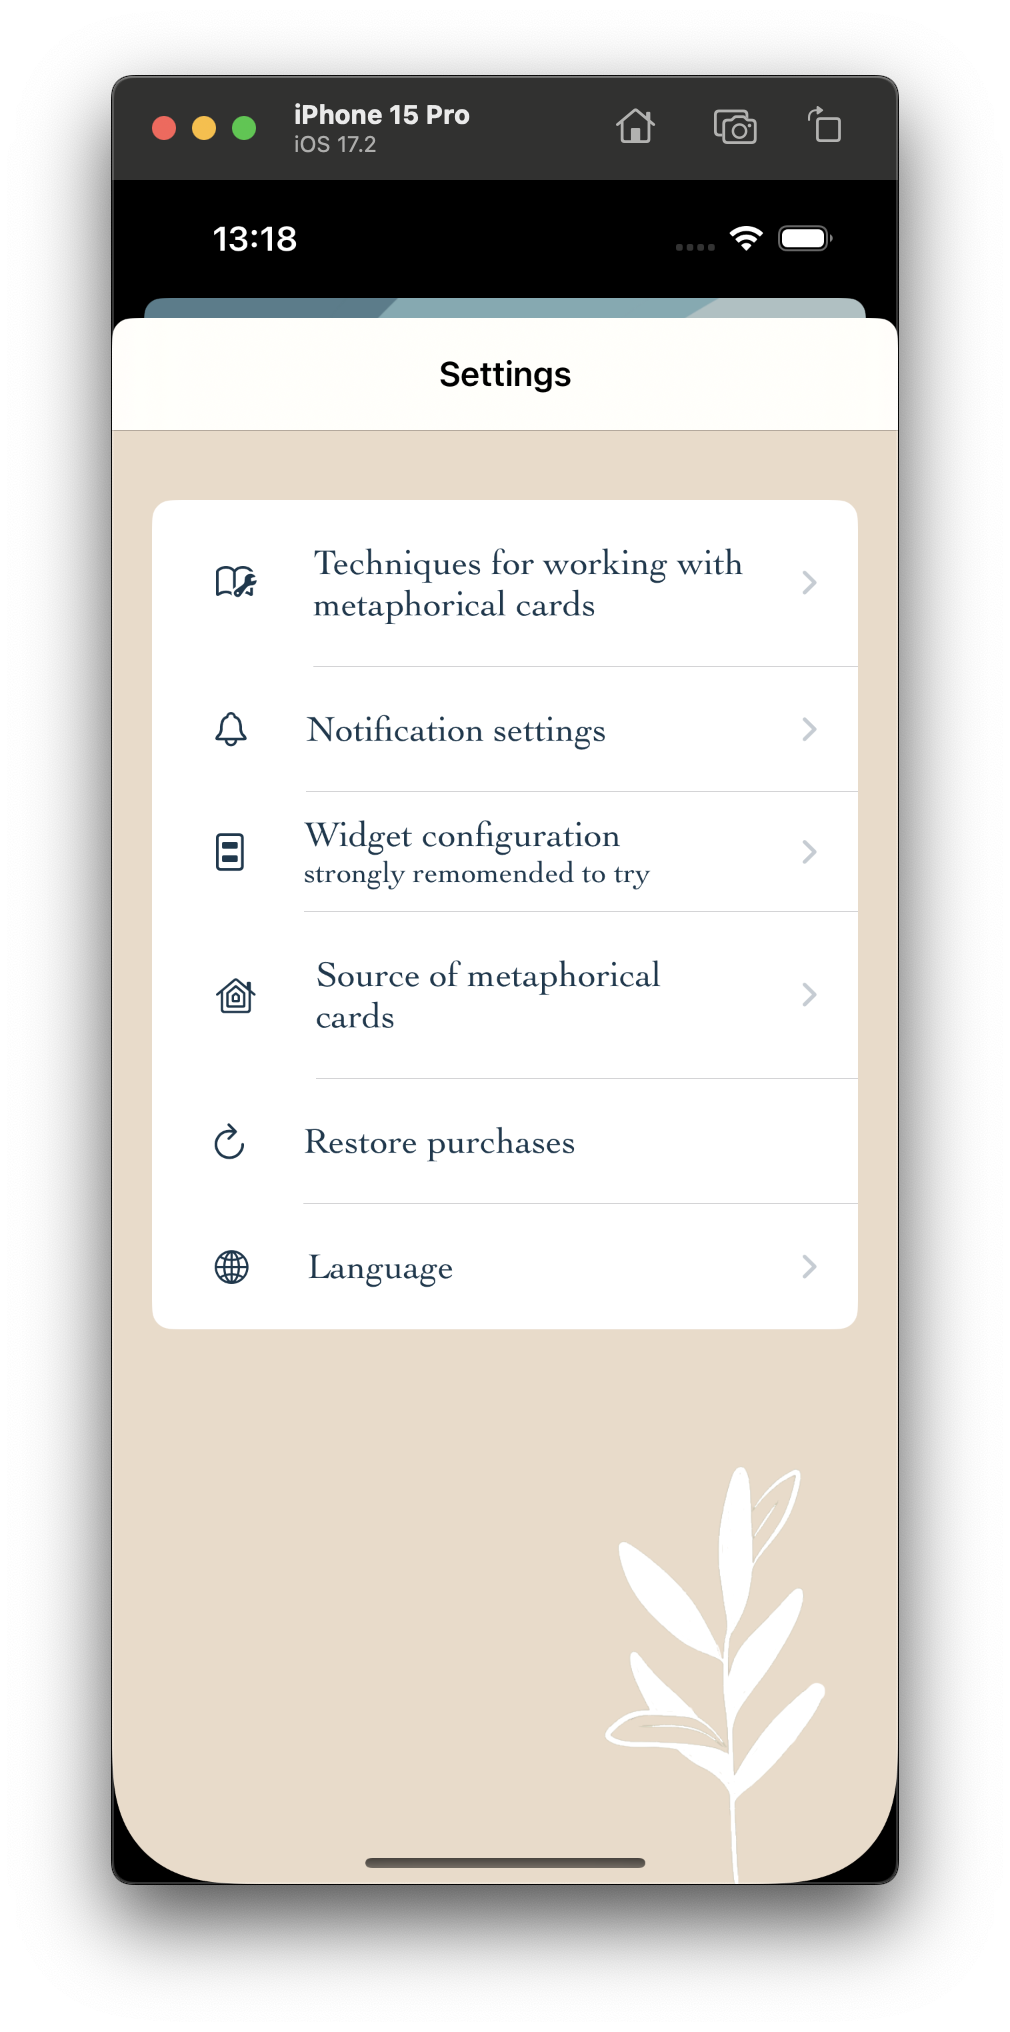 iPhone 15 Pro
iOS 17.2
13:18
Settings
Techniques for working with
metaphorical cards
Notification settings
Widget configuration
strongly remomended to try
Source of metaphorical
cards
Restore purchases
Language